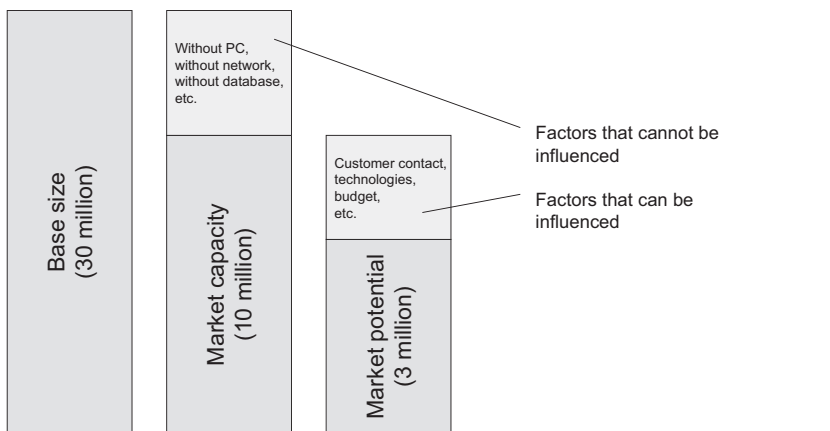 Base size
(30 million)
Without PC,
without network,
without database,
etc.
Market capacity
(10 million)
Customer contact,
technologies,
budget,
etc.
Market potential
(3 million)
Factors that cannot be
influenced
Factors that can be
influenced